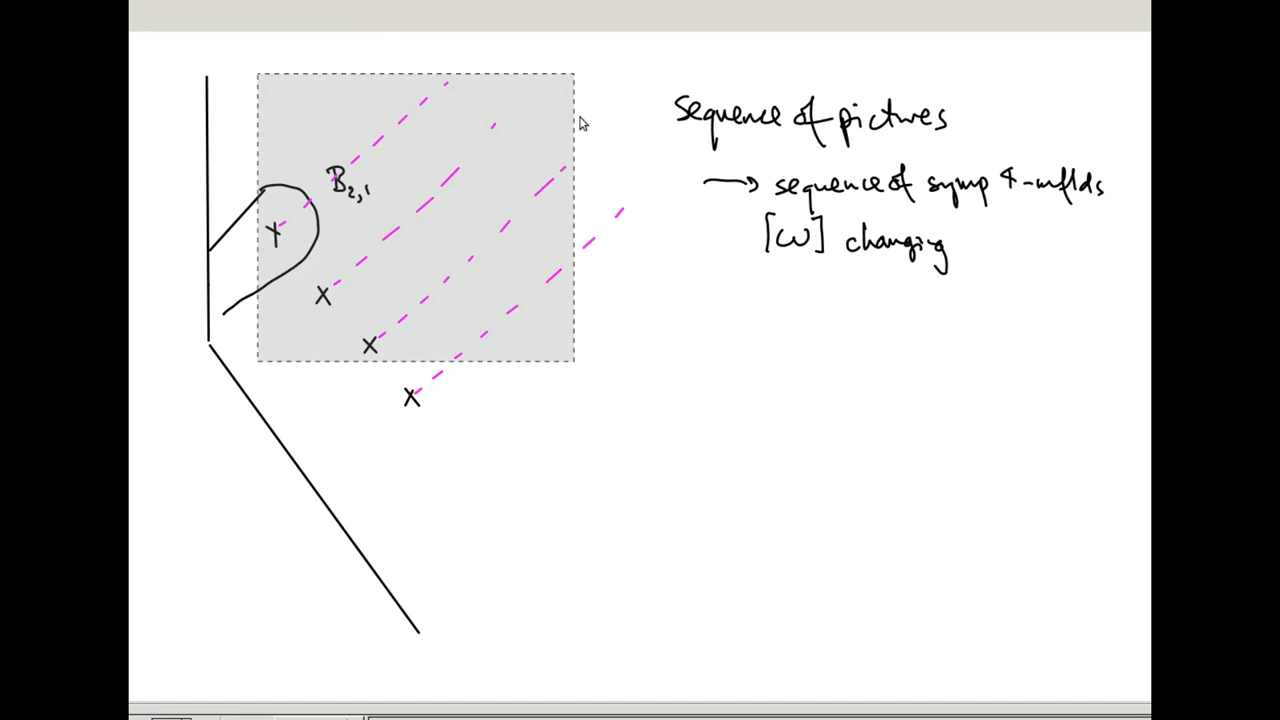 sequence of pictures
→ sequence of symp 4-mflds
[ω] changing
B₂,₁
X
X
X
X